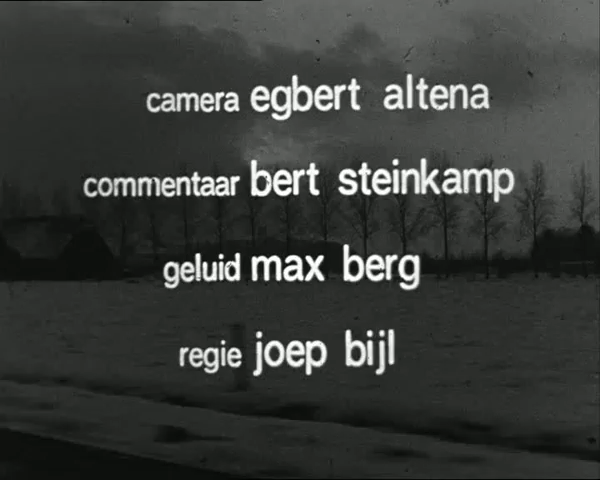 camera egbert altena
commentaar bert steinkamp
geluid max berg
regie joep bijl